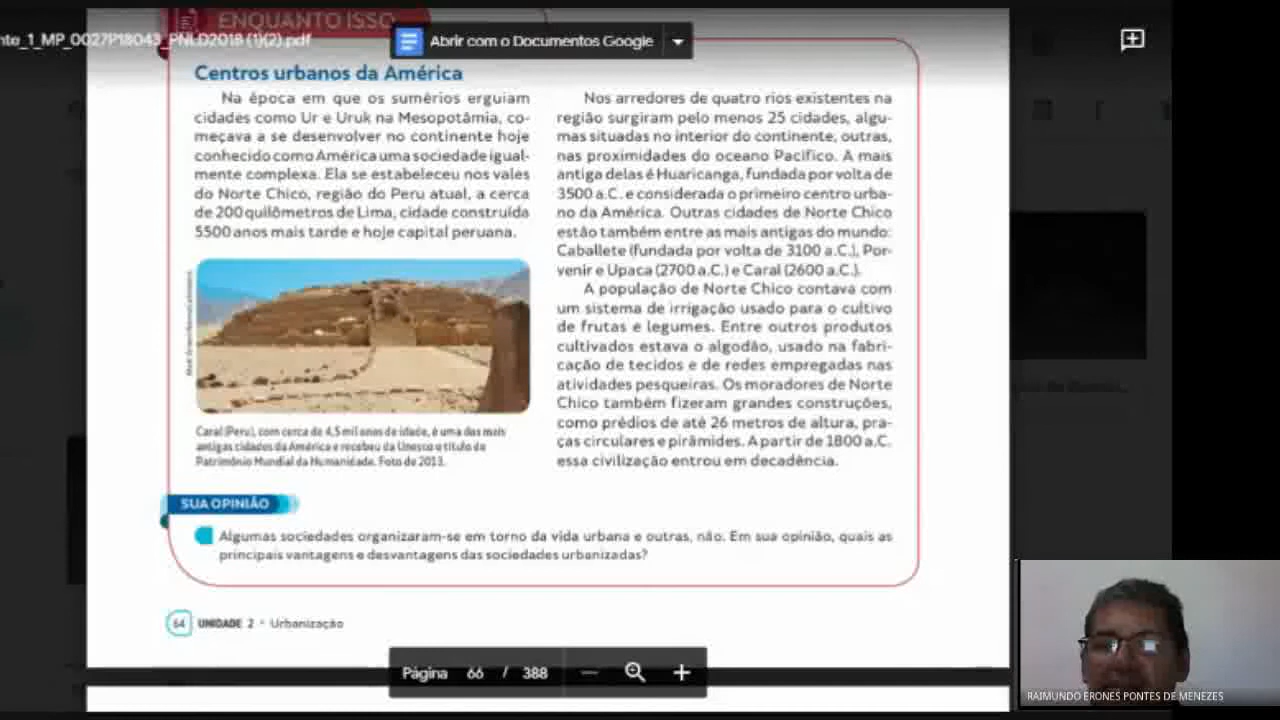 ENQUANTO ISSO
nte_1_MP_0027P18043_PNLD2018 (1)(2).pdf
Abrir com o Documentos Google
Centros urbanos da América
Na época em que os sumérios erguiam
cidades como Ur e Uruk na Mesopotâmia, co-
meçava a se desenvolver no continente hoje
conhecido como América uma sociedade igual-
mente complexa. Ela se estabeleceu nos vales
do Norte Chico, região do Peru atual, a cerca
de 200 quilômetros de Lima, cidade construída
5500 anos mais tarde e hoje capital peruana.
Caral (Peru), com cerca de 4,5 mil anos de idade, é uma das mais
antigas cidades da América e recebeu da Unesco o título de
Patrimônio Mundial da Humanidade. Foto de 2013.
Nos arredores de quatro rios existentes na
região surgiram pelo menos 25 cidades, algu-
mas situadas no interior do continente, outras,
nas proximidades do oceano Pacífico. A mais
antiga delas é Huaricanga, fundada por volta de
3500 a.C. e considerada o primeiro centro urba-
no da América. Outras cidades de Norte Chico
estão também entre as mais antigas do mundo:
Caballete (fundada por volta de 3100 a.C.), Por-
venir e Upaca (2700 a.C.) e Caral (2600 a.C.).
A população de Norte Chico contava com
um sistema de irrigação usado para o cultivo
de frutas e legumes. Entre outros produtos
cultivados estava o algodão, usado na fabri-
cação de tecidos e de redes empregadas nas
atividades pesqueiras. Os moradores de Norte
Chico também fizeram grandes construções,
como prédios de até 26 metros de altura, pra-
ças circulares e pirâmides. A partir de 1800 a.C.
essa civilização entrou em decadência.
SUA OPINIÃO
Algumas sociedades organizaram-se em torno da vida urbana e outras, não. Em sua opinião, quais as
principais vantagens e desvantagens das sociedades urbanizadas?
64 UNIDADE 2 • Urbanização
Página 66 / 388
RAIMUNDO ERONES PONTES DE MENEZES